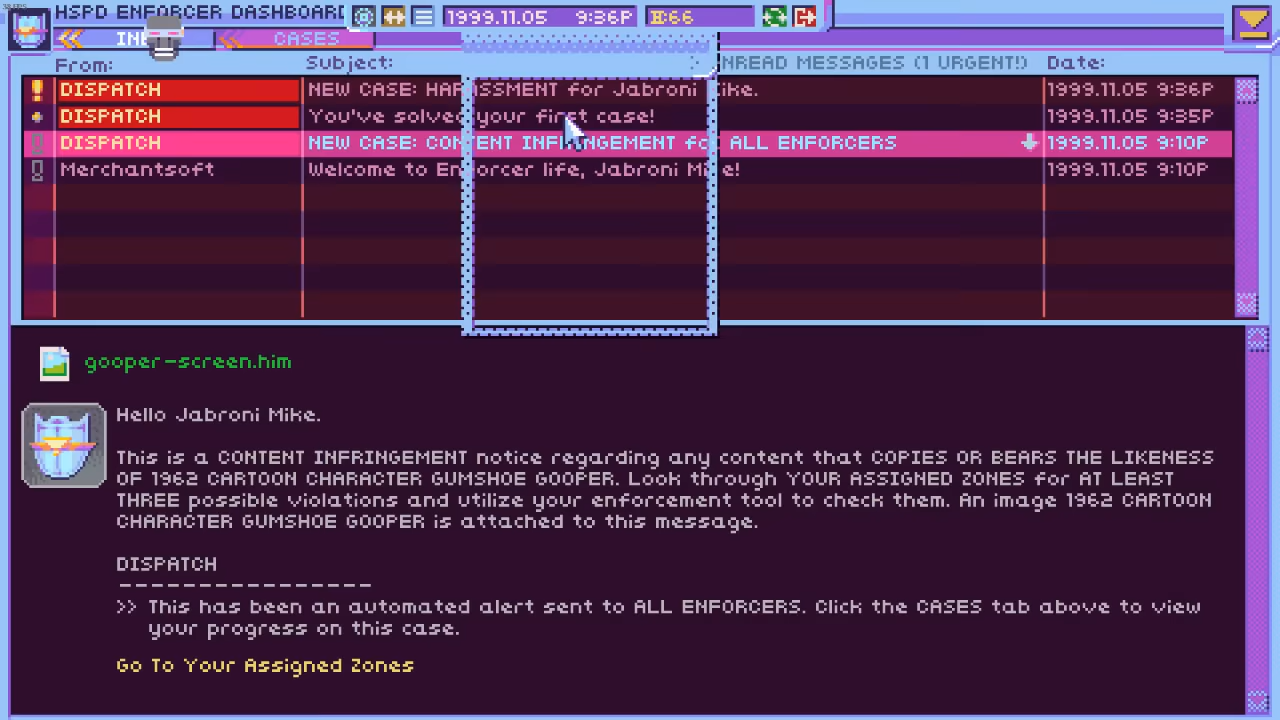 HSPD ENFORCER DASHBOARD
1999.11.05 9:36P
66
CASES
From:
Subject:
NREAD MESSAGES (1 URGENT!)
Date:
DISPATCH
NEW CASE: HARASSMENT for Jabroni Mike.
1999.11.05 9:36P
DISPATCH
You've solved your first case!
1999.11.05 9:35P
DISPATCH
NEW CASE: CONTENT INFRINGEMENT for ALL ENFORCERS
1999.11.05 9:10P
Merchantsoft
Welcome to Enforcer life, Jabroni Mike!
1999.11.05 9:10P
gooper-screen.him
Hello Jabroni Mike.
This is a CONTENT INFRINGEMENT notice regarding any content that COPIES OR BEARS THE LIKENESS
OF 1962 CARTOON CHARACTER GUMSHOE GOOPER. Look through YOUR ASSIGNED ZONES for AT LEAST
THREE possible violations and utilize your enforcement tool to check them. An image 1962 CARTOON
CHARACTER GUMSHOE GOOPER is attached to this message.
DISPATCH
----------------
>> This has been an automated alert sent to ALL ENFORCERS. Click the CASES tab above to view
your progress on this case.
Go To Your Assigned Zones